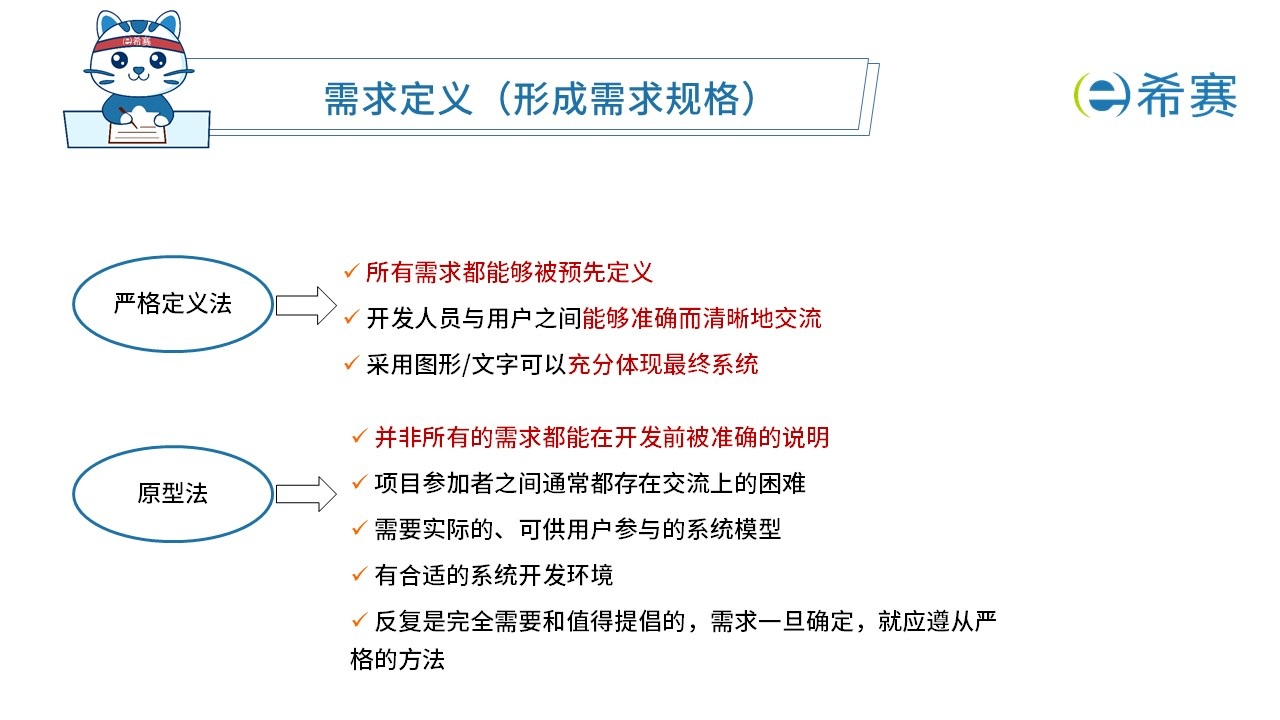 希赛
需求定义（形成需求规格）
希赛
严格定义法
所有需求都能够被预先定义
开发人员与用户之间能够准确而清晰地交流
采用图形/文字可以充分体现最终系统
原型法
并非所有的需求都能在开发前被准确的说明
项目参加者之间通常都存在交流上的困难
需要实际的、可供用户参与的系统模型
有合适的系统开发环境
反复是完全需要和值得提倡的，需求一旦确定，就应遵从严
格的方法